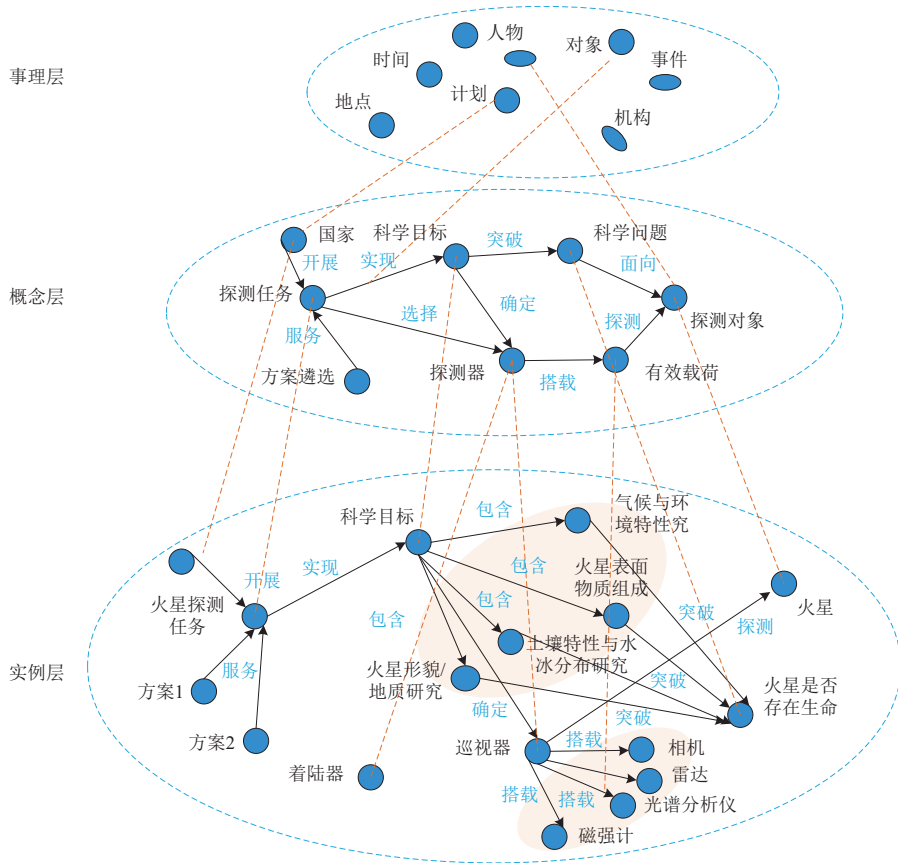 人物
对象
时间
事件
事理层
计划
地点
机构
国家
科学目标
突破
科学问题
开展
实现
面向
探测任务
概念层
确定
选择
探测
探测对象
服务
方案遴选
探测器
搭载
有效载荷
气候与环
境特性究
包含
科学目标
火星表面
物质组成
包含
实现
开展
火星探测
任务
包含
包含
突破
探测
火星
土壤特性与水
冰分布研究
服务
火星形貌/
地质研究
实例层
方案1
突破
火星是否
存在生命
确定
突破
方案2
巡视器
搭载
相机
着陆器
雷达
搭载
搭载
光谱分析仪
磁强计